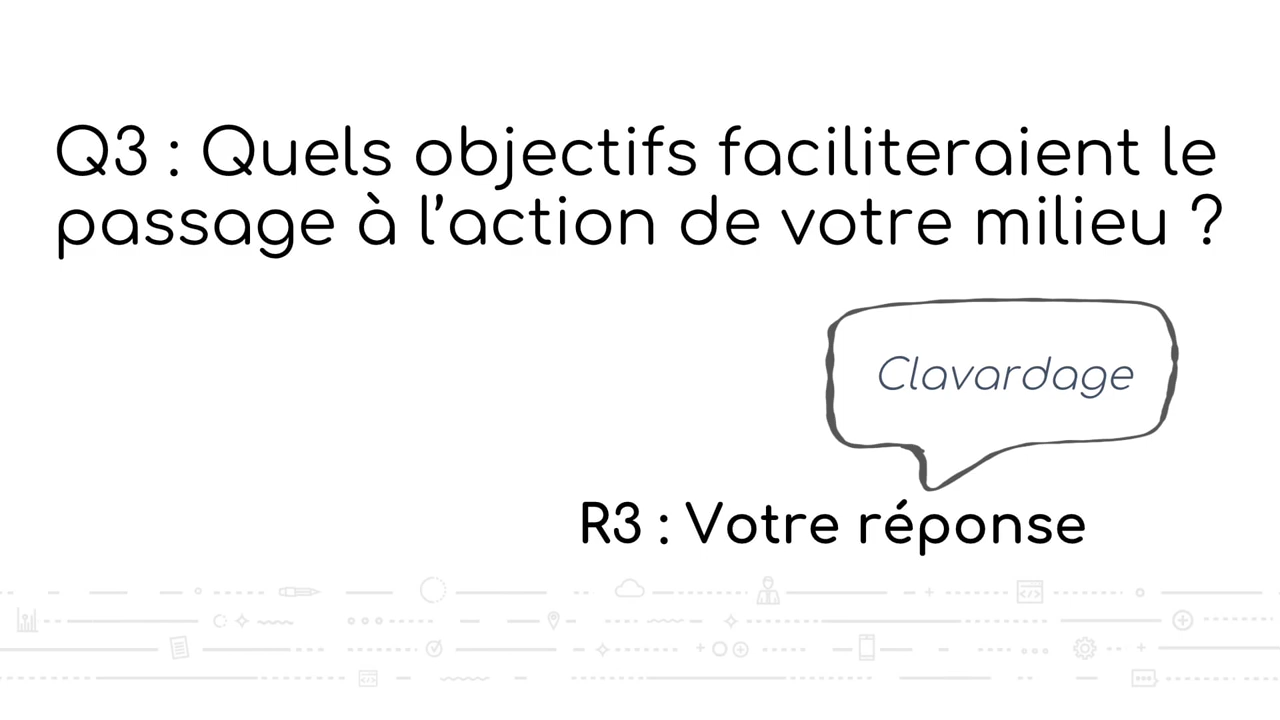 Q3 : Quels objectifs faciliteraient le
passage à l’action de votre milieu ?
Clavardage
R3 : Votre réponse